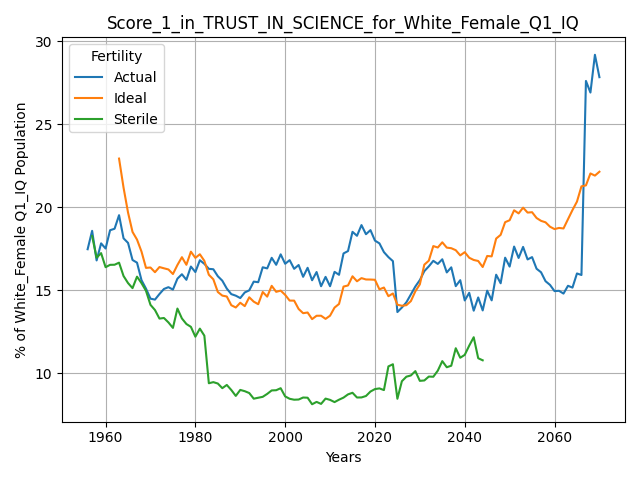 Score_1_in_TRUST_IN_SCIENCE_for_White_Female_Q1_IQ
% of White_Female Q1_IQ Population
30
25
20
15
10
Fertility
Actual
Ideal
Sterile
1960 1980 2000 2020 2040 2060
Years